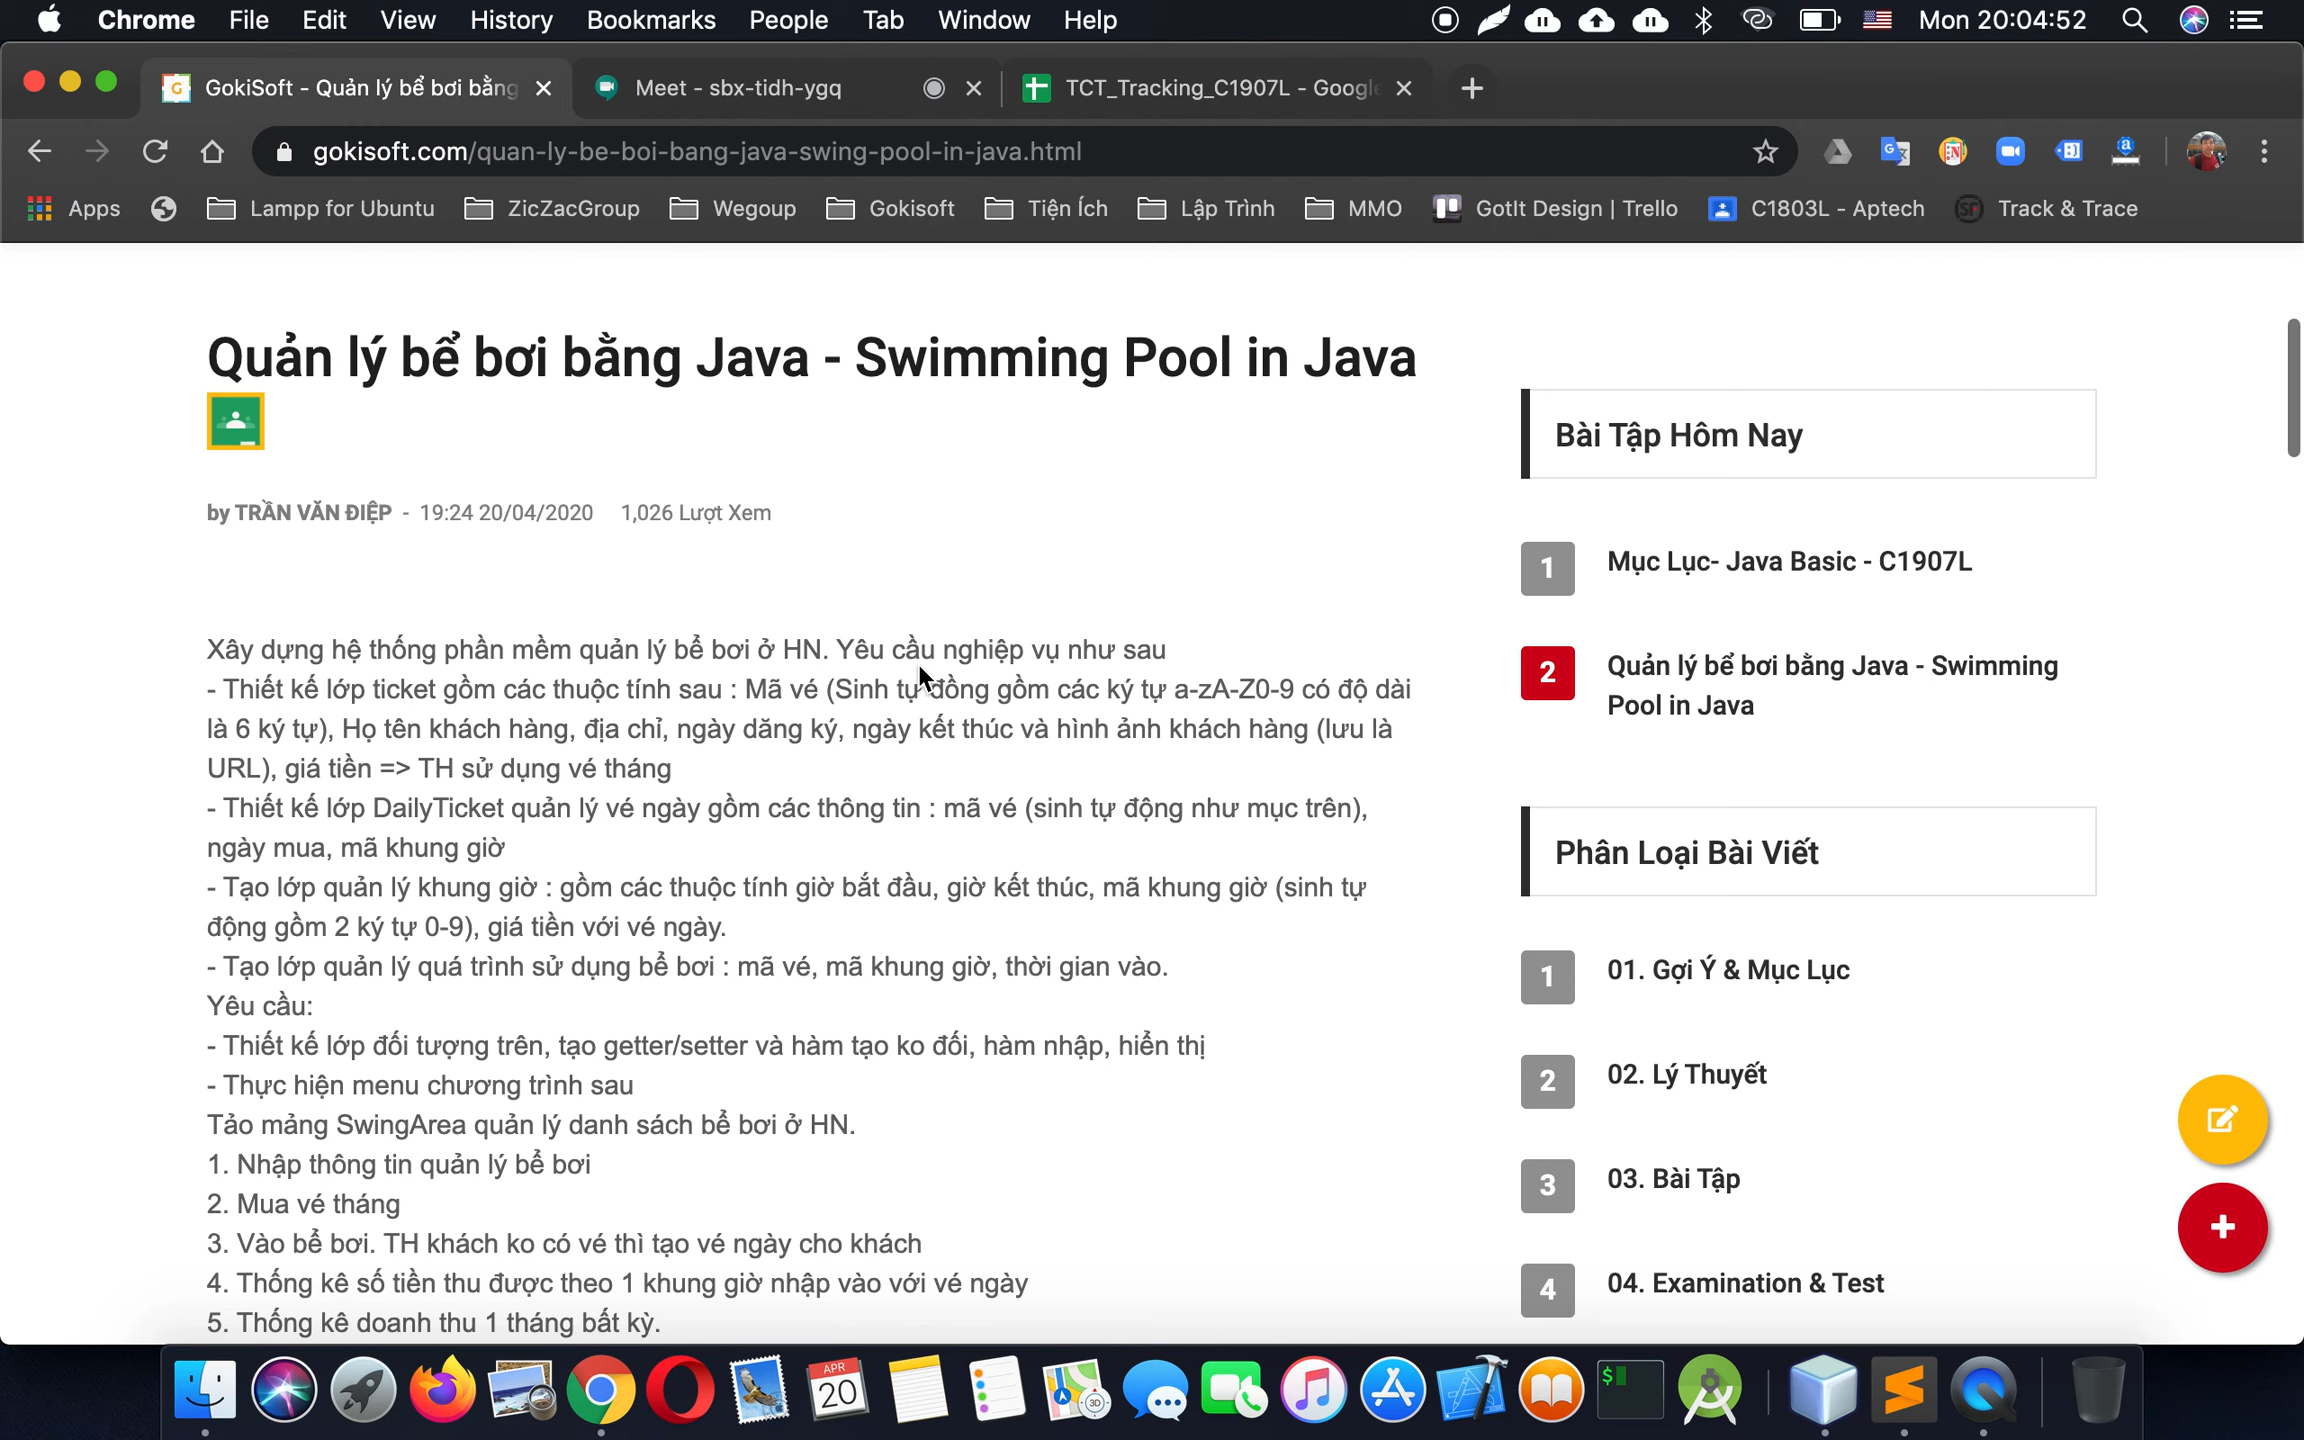 Chrome File Edit View History Bookmarks People Tab Window Help Mon 20:04:52
GokiSoft - Quản lý bể bơi bằng Meet - sbx-tidh-ygq TCT_Tracking_C1907L - Google
gokisoft.com/quan-ly-be-boi-bang-java-swing-pool-in-java.html
Apps Lampp for Ubuntu ZicZacGroup Wegoup Gokisoft Tiện Ích Lập Trình MMO GotIt Design | Trello C1803L - Aptech Track & Trace
Quản lý bể bơi bằng Java - Swimming Pool in Java
by TRẦN VĂN ĐIỆP - 19:24 20/04/2020 1,026 Lượt Xem
Xây dựng hệ thống phần mềm quản lý bể bơi ở HN. Yêu cầu nghiệp vụ như sau
- Thiết kế lớp ticket gồm các thuộc tính sau : Mã vé (Sinh tự đồng gồm các ký tự a-zA-Z0-9 có độ dài
là 6 ký tự), Họ tên khách hàng, địa chỉ, ngày dăng ký, ngày kết thúc và hình ảnh khách hàng (lưu là
URL), giá tiền => TH sử dụng vé tháng
- Thiết kế lớp DailyTicket quản lý vé ngày gồm các thông tin : mã vé (sinh tự động như mục trên),
ngày mua, mã khung giờ
- Tạo lớp quản lý khung giờ : gồm các thuộc tính giờ bắt đầu, giờ kết thúc, mã khung giờ (sinh tự
động gồm 2 ký tự 0-9), giá tiền với vé ngày.
- Tạo lớp quản lý quá trình sử dụng bể bơi : mã vé, mã khung giờ, thời gian vào.
Yêu cầu:
- Thiết kế lớp đối tượng trên, tạo getter/setter và hàm tạo ko đối, hàm nhập, hiển thị
- Thực hiện menu chương trình sau
Tảo mảng SwingArea quản lý danh sách bể bơi ở HN.
1. Nhập thông tin quản lý bể bơi
2. Mua vé tháng
3. Vào bể bơi. TH khách ko có vé thì tạo vé ngày cho khách
4. Thống kê số tiền thu được theo 1 khung giờ nhập vào với vé ngày
5. Thống kê doanh thu 1 tháng bất kỳ.
Bài Tập Hôm Nay
1 Mục Lục- Java Basic - C1907L
2 Quản lý bể bơi bằng Java - Swimming
Pool in Java
Phân Loại Bài Viết
1 01. Gợi Ý & Mục Lục
2 02. Lý Thuyết
3 03. Bài Tập
4 04. Examination & Test
APR
20
3D